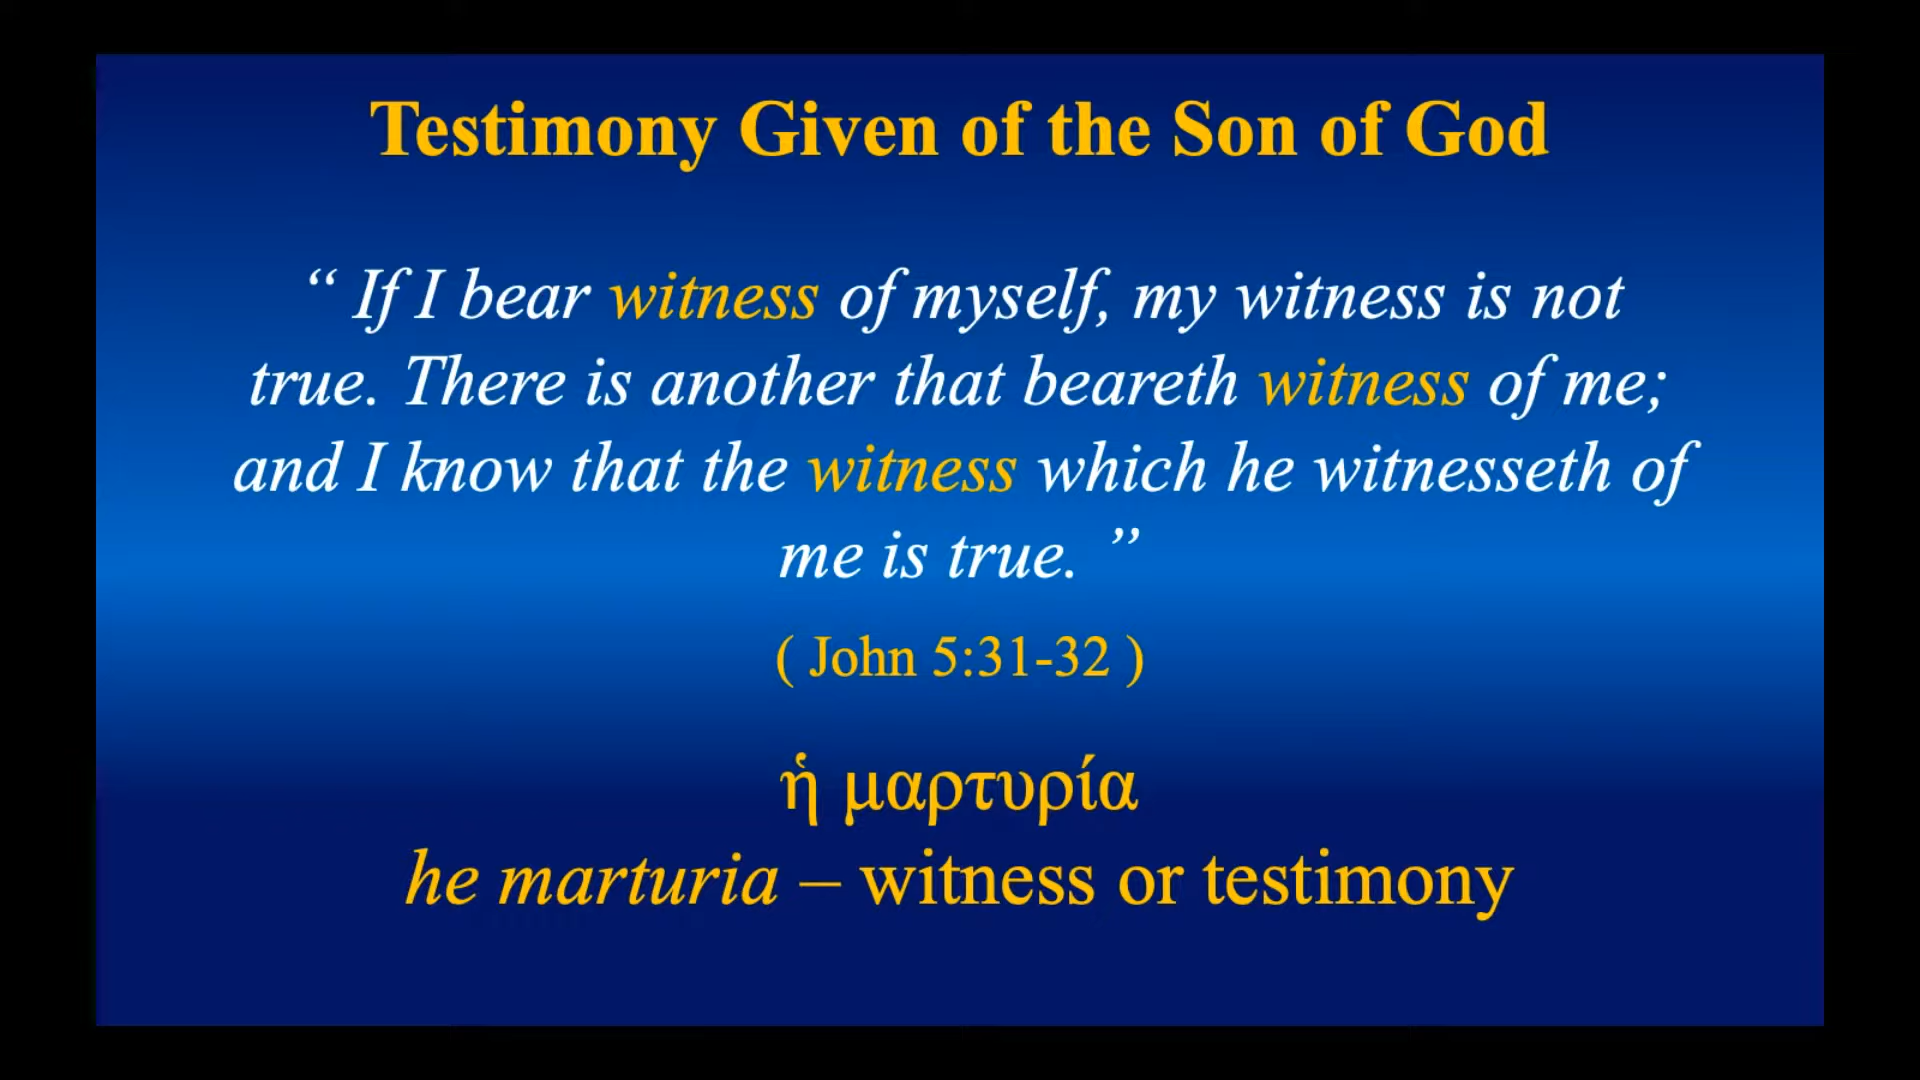 Testimony Given of the Son of God
“ If I bear witness of myself, my witness is not
true. There is another that beareth witness of me;
and I know that the witness which he witnesseth of
me is true. ”
( John 5:31-32 )
ἡ μαρτυρία
he marturia – witness or testimony